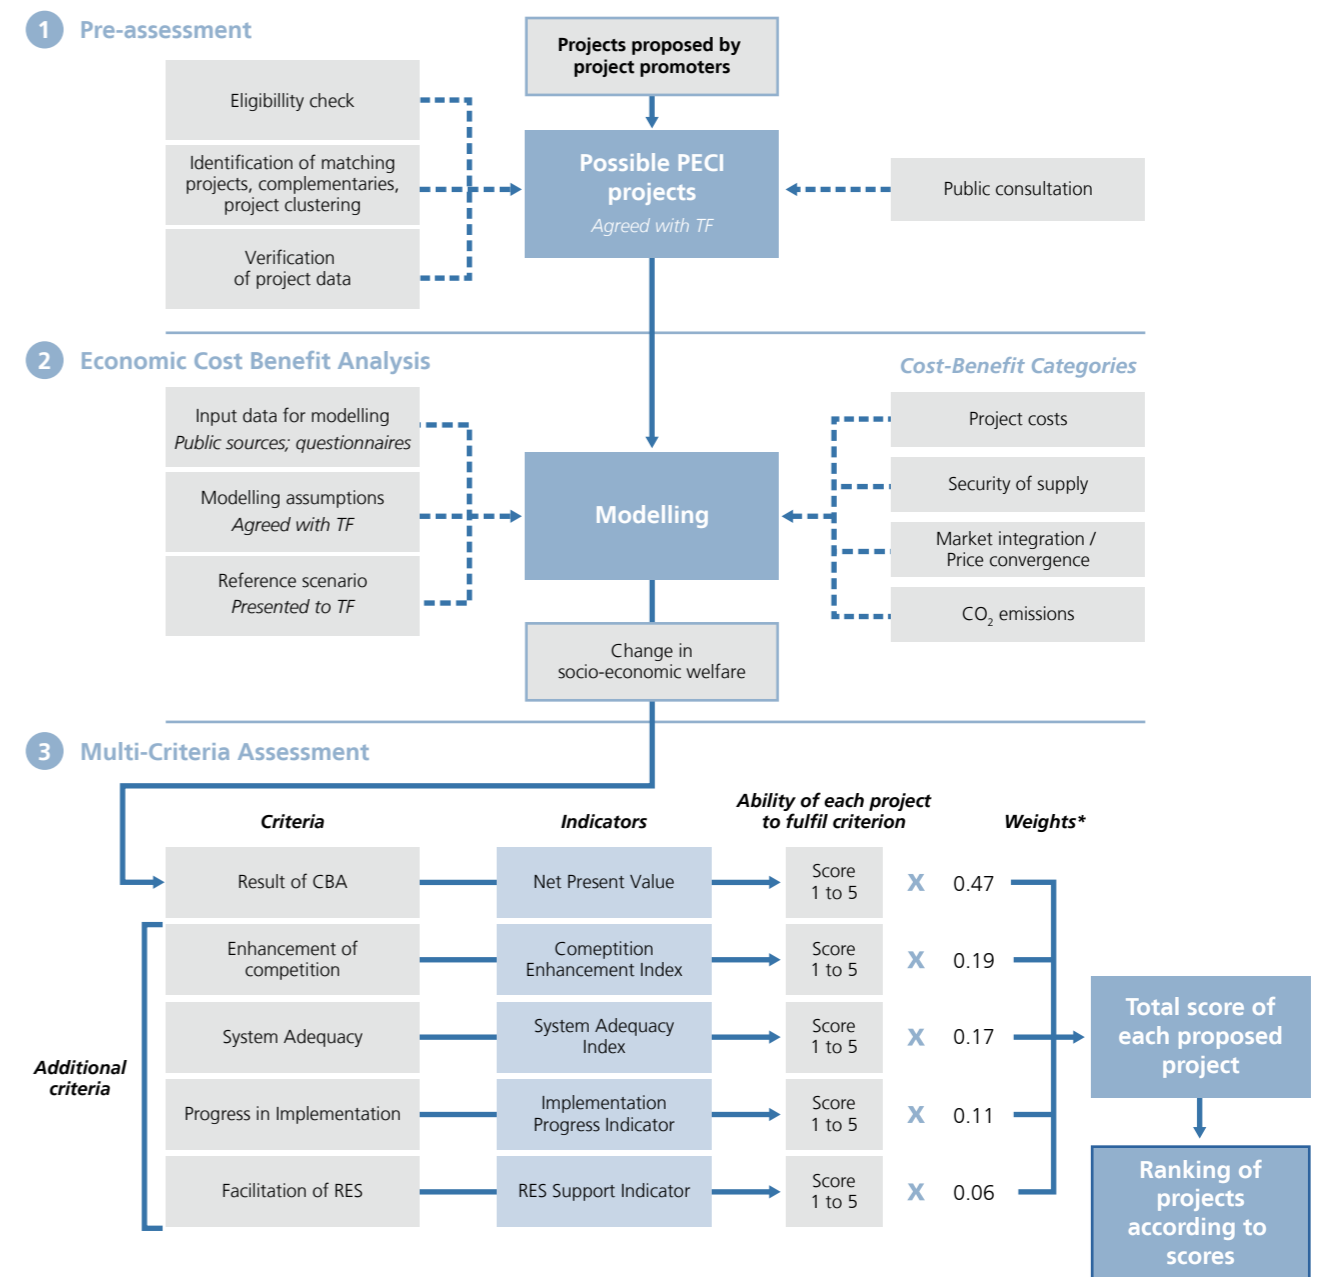 1 Pre-assessment
Projects proposed by
project promoters
Eligibillity check
Identification of matching
projects, complementaries,
project clustering
Verification
of project data
Possible PECI
projects
Agreed with TF
Public consultation
2 Economic Cost Benefit Analysis
Cost-Benefit Categories
Input data for modelling
Public sources; questionnaires
Modelling assumptions
Agreed with TF
Reference scenario
Presented to TF
Modelling
Project costs
Security of supply
Market integration /
Price convergence
CO₂ emissions
Change in
socio-economic welfare
3 Multi-Criteria Assessment
Criteria
Indicators
Ability of each project
to fulfil criterion
Weights*
Result of CBA
Net Present Value
Score
1 to 5
X 0.47
Additional
criteria
Enhancement of
competition
Comeptition
Enhancement Index
Score
1 to 5
X 0.19
System Adequacy
System Adequacy
Index
Score
1 to 5
X 0.17
Progress in Implementation
Implementation
Progress Indicator
Score
1 to 5
X 0.11
Facilitation of RES
RES Support Indicator
Score
1 to 5
X 0.06
Total score of
each proposed
project
Ranking of
projects
according to
scores